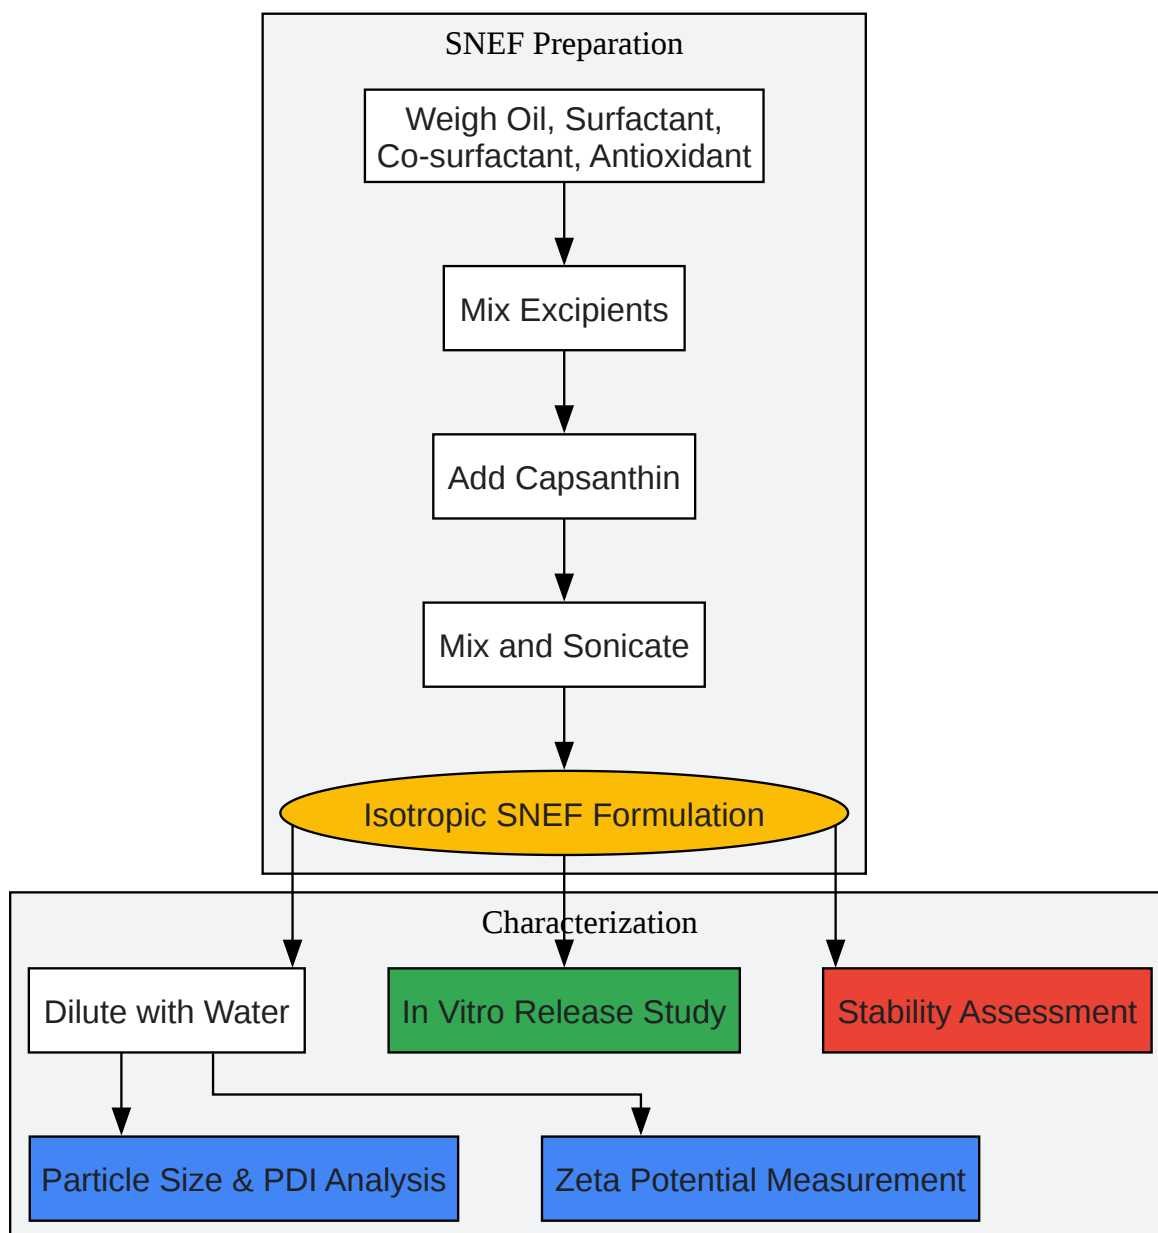 SNEF Preparation
Weigh Oil, Surfactant,
Co-surfactant, Antioxidant
Mix Excipients
Add Capsanthin
Mix and Sonicate
Isotropic SNEF Formulation
Characterization
Dilute with Water
In Vitro Release Study
Stability Assessment
Particle Size & PDI Analysis
Zeta Potential Measurement